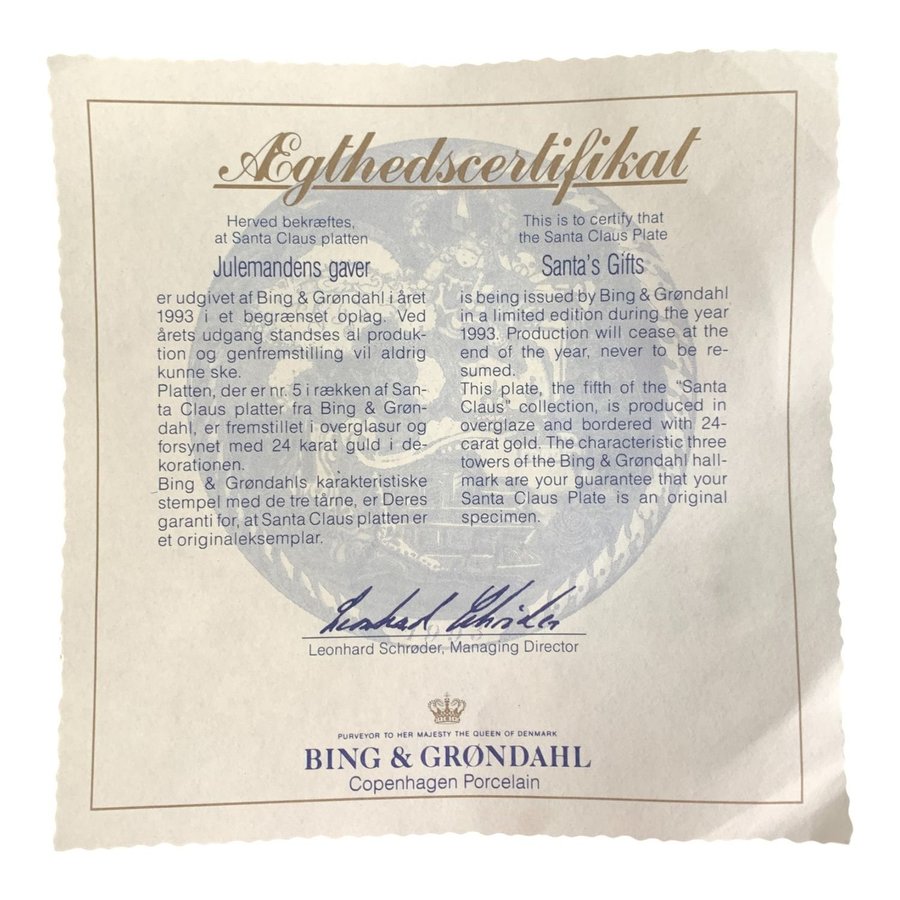 Ægthedscertifikat
Herved bekræftes,
at Santa Claus platten
Julemandens gaver
er udgivet af Bing & Grøndahl i året
1993 i et begrænset oplag. Ved
årets udgang standses al produk-
tion og genfremstilling vil aldrig
kunne ske.
Platten, der er nr. 5 i rækken af San-
ta Claus platter fra Bing & Grøn-
dahl, er fremstillet i overglasur og
forsynet med 24 karat guld i de-
korationen.
Bing & Grøndahls karakteristiske
stempel med de tre tårne, er Deres
garanti for, at Santa Claus platten er
et originaleksemplar.
This is to certify that
the Santa Claus Plate
Santa's Gifts
is being issued by Bing & Grøndahl
in a limited edition during the year
1993. Production will cease at the
end of the year, never to be re-
sumed.
This plate, the fifth of the "Santa
Claus" collection, is produced in
overglaze and bordered with 24-
carat gold. The characteristic three
towers of the Bing & Grøndahl hall-
mark are your guarantee that your
Santa Claus Plate is an original
specimen.
Leonhard Schrøder
1993
Leonhard Schrøder, Managing Director
PURVEYOR TO HER MAJESTY THE QUEEN OF DENMARK
BING & GRØNDAHL
Copenhagen Porcelain